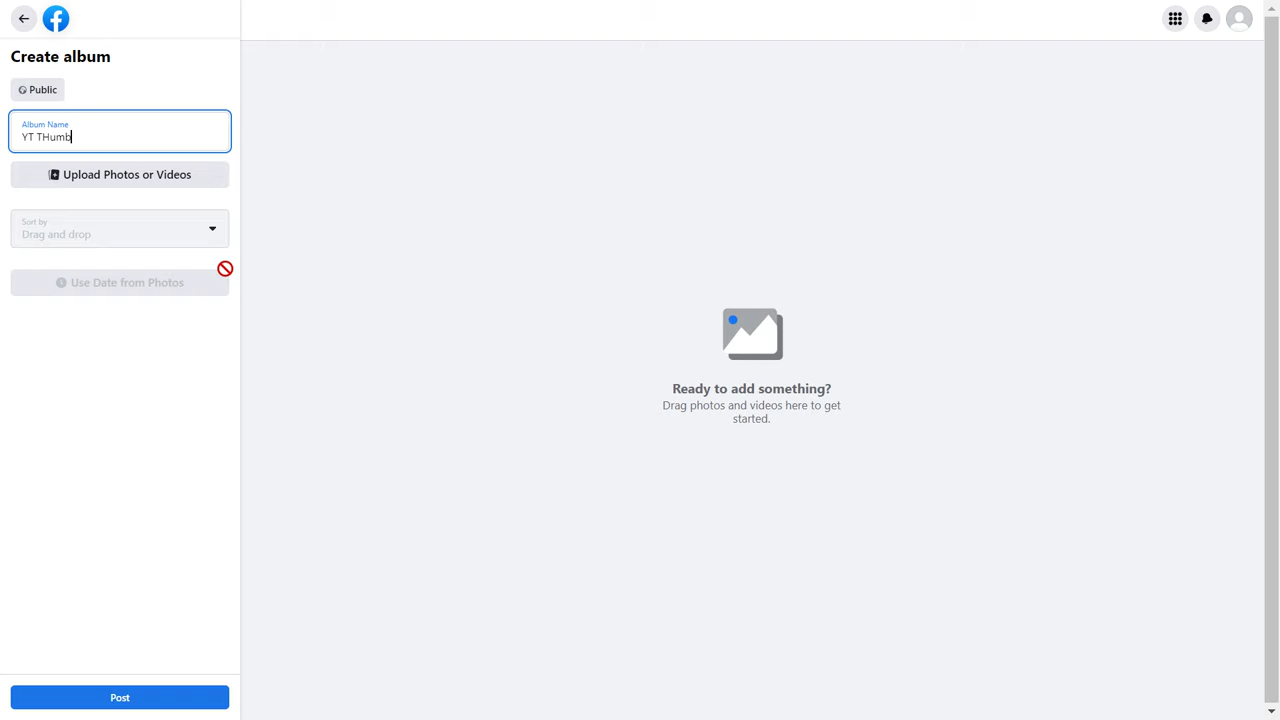 Create album
Public
Album Name
YT THumb
Upload Photos or Videos
Sort by
Drag and drop
Use Date from Photos
Ready to add something?
Drag photos and videos here to get
started.
Post